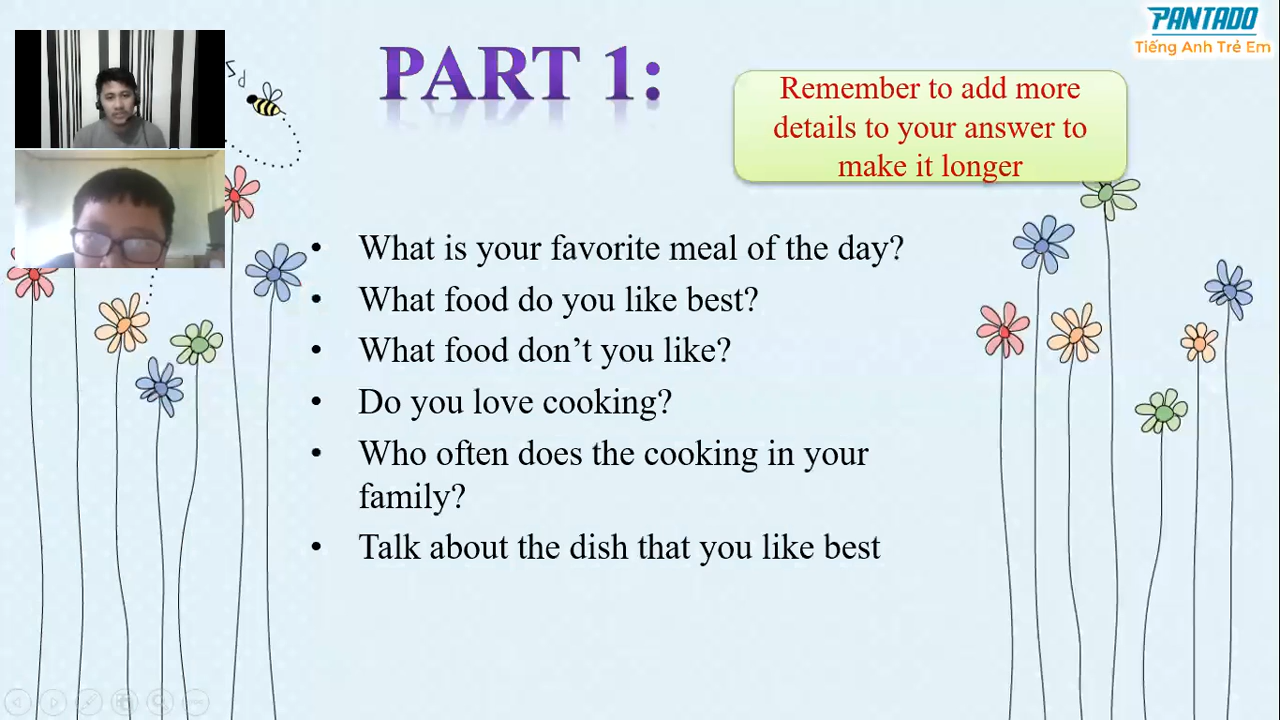 PANTADO
Tiếng Anh Trẻ Em
PART 1:
Remember to add more
details to your answer to
make it longer
• What is your favorite meal of the day?
• What food do you like best?
• What food don’t you like?
• Do you love cooking?
• Who often does the cooking in your
family?
• Talk about the dish that you like best